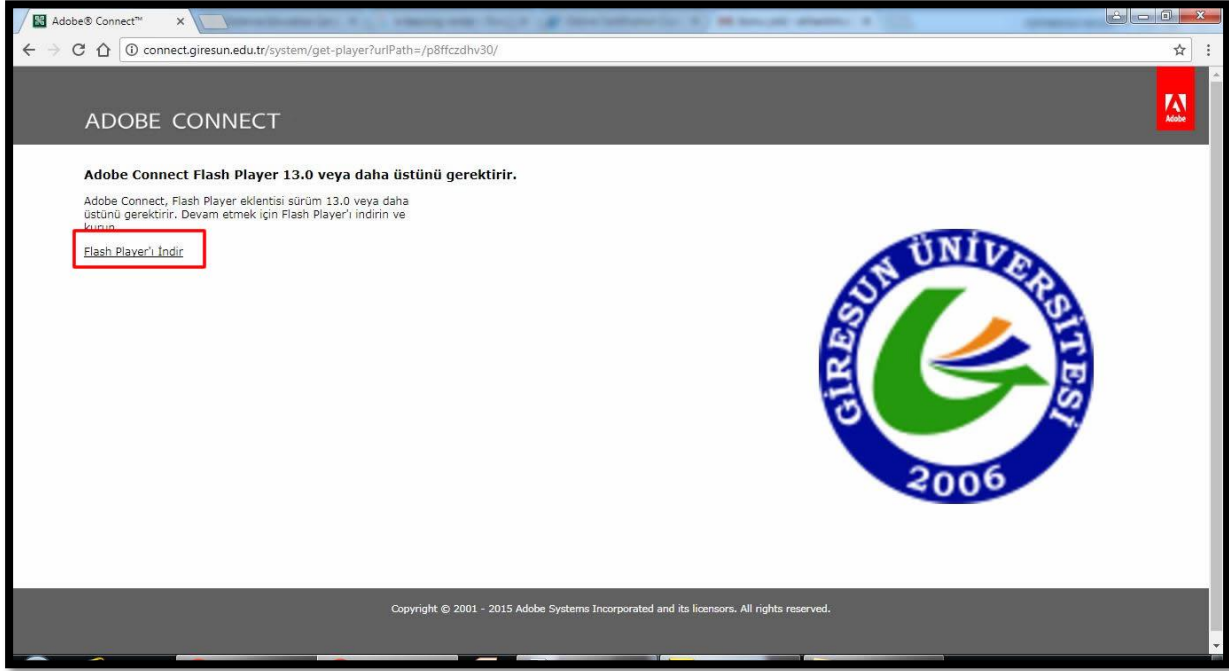 Adobe® Connect™
connect.giresun.edu.tr/system/get-player?urlPath=/p8ffczdhv30/
ADOBE CONNECT
Adobe
Adobe Connect Flash Player 13.0 veya daha üstünü gerektirir.
Adobe Connect, Flash Player eklentisi sürüm 13.0 veya daha
üstünü gerektirir. Devam etmek için Flash Player'ı indirin ve
kurun.
Flash Player'ı İndir
GİRESUN ÜNİVERSİTESİ
2006
Copyright © 2001 - 2015 Adobe Systems Incorporated and its licensors. All rights reserved.